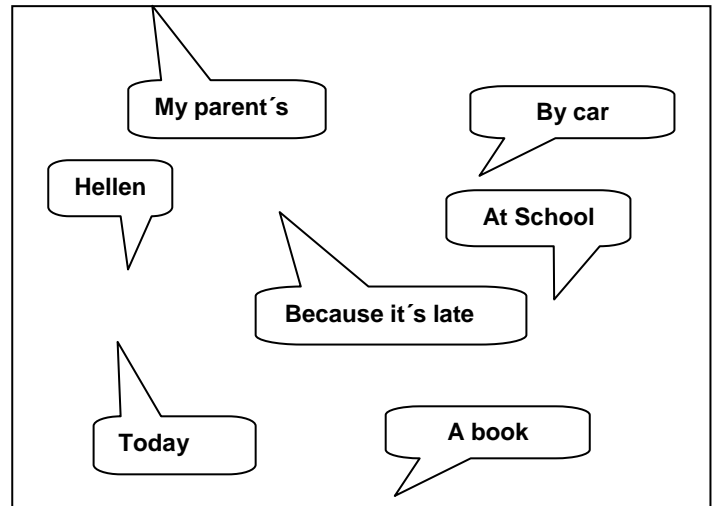 My parent´s
By car
Hellen
At School
Because it´s late
Today
A book